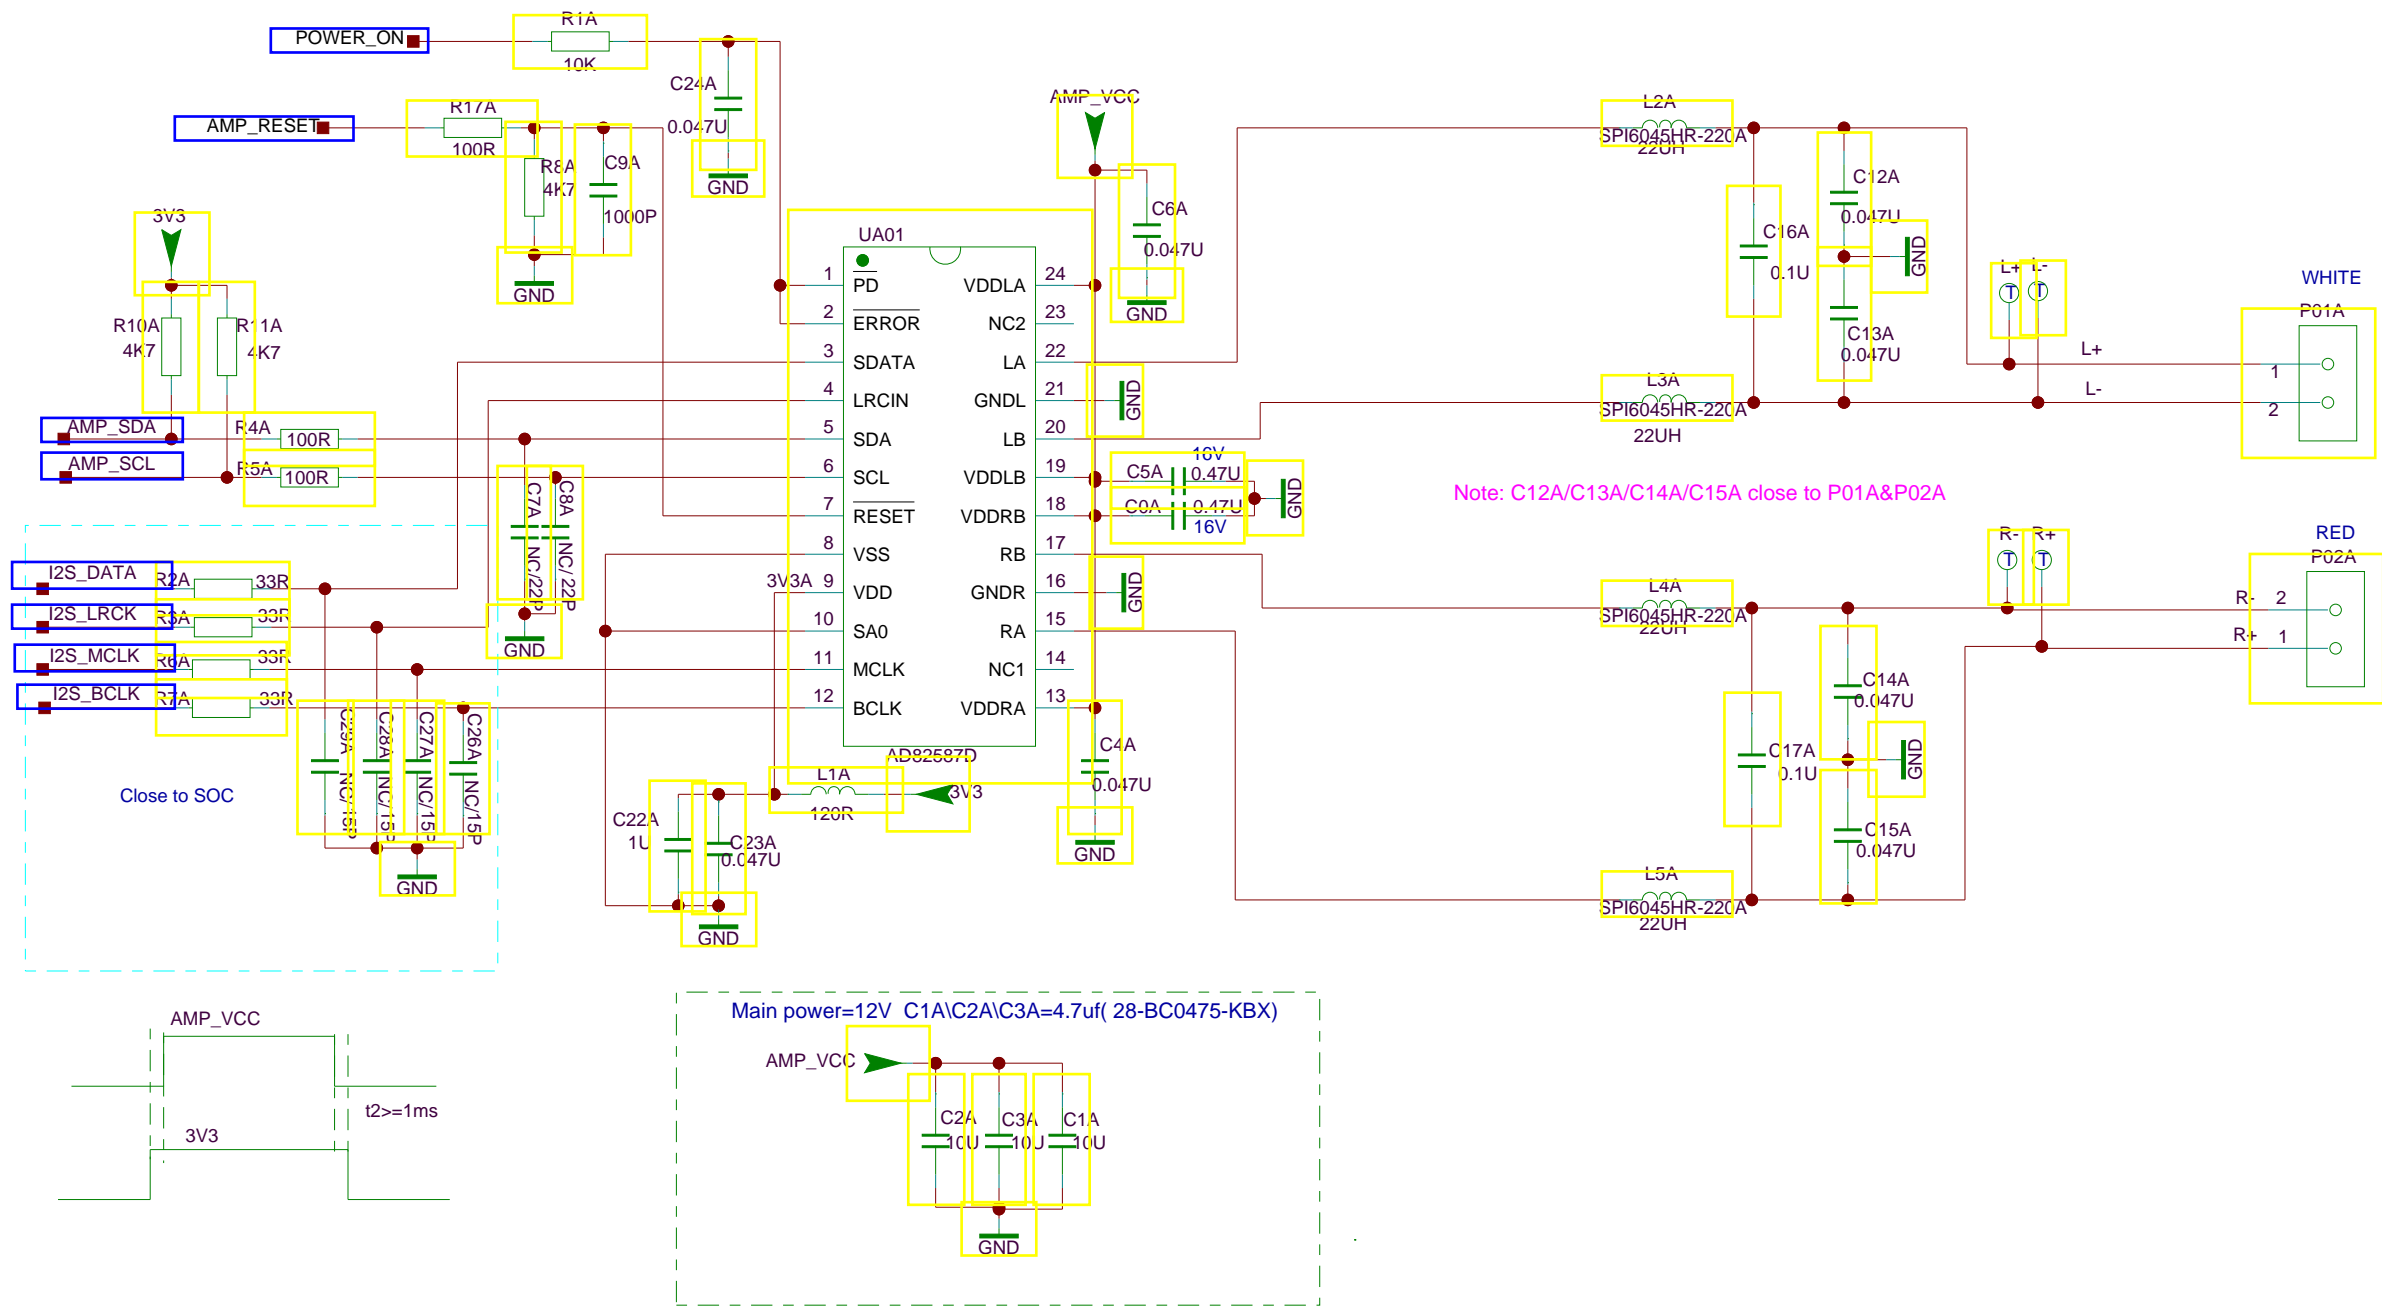 R1A
POWER_ON
10K
C24A
0.047U
GND
AMP_VCC
R17A
AMP_RESET
100R
R8A
4K7
C9A
1000P
GND
C6A
0.047U
GND
L2A
SPI6045HR-220A
22UH
C12A
0.047U
C16A
0.1U
GND
C13A
0.047U
L3A
SPI6045HR-220A
22UH
L+
L-
T
T
WHITE
P01A
L+
1
L-
2
3V3
R10A
4K7
R11A
4K7
AMP_SDA
R4A
100R
AMP_SCL
R5A
100R
UA01
1 PD
2 ERROR
3 SDATA
4 LRCIN
5 SDA
6 SCL
7 RESET
8 VSS
3V3A 9 VDD
10 SA0
11 MCLK
12 BCLK
VDDLA 24
NC2 23
LA 22
GNDL 21
LB 20
VDDLB 19
VDDRB 18
RB 17
GNDR 16
RA 15
NC1 14
VDDRA 13
AD82587D
GND
16V
C5A
0.47U
C0A
0.47U
16V
GND
GND
C7A
NC/22P
C8A
NC/22P
GND
Note: C12A/C13A/C14A/C15A close to P01A&P02A
R-
R+
T
T
RED
P02A
R-
2
R+
1
L4A
SPI6045HR-220A
22UH
C14A
0.047U
C17A
0.1U
GND
C15A
0.047U
L5A
SPI6045HR-220A
22UH
I2S_DATA
R2A
33R
I2S_LRCK
R3A
33R
I2S_MCLK
R6A
33R
I2S_BCLK
R7A
33R
C29A
NC/15P
C28A
NC/15P
C27A
NC/15P
C26A
NC/15P
GND
Close to SOC
L1A
120R
3V3
C22A
1U
C23A
0.047U
GND
C4A
0.047U
GND
AMP_VCC
t2>=1ms
3V3
Main power=12V C1A\C2A\C3A=4.7uf( 28-BC0475-KBX)
AMP_VCC
C2A
10U
C3A
10U
C1A
10U
GND